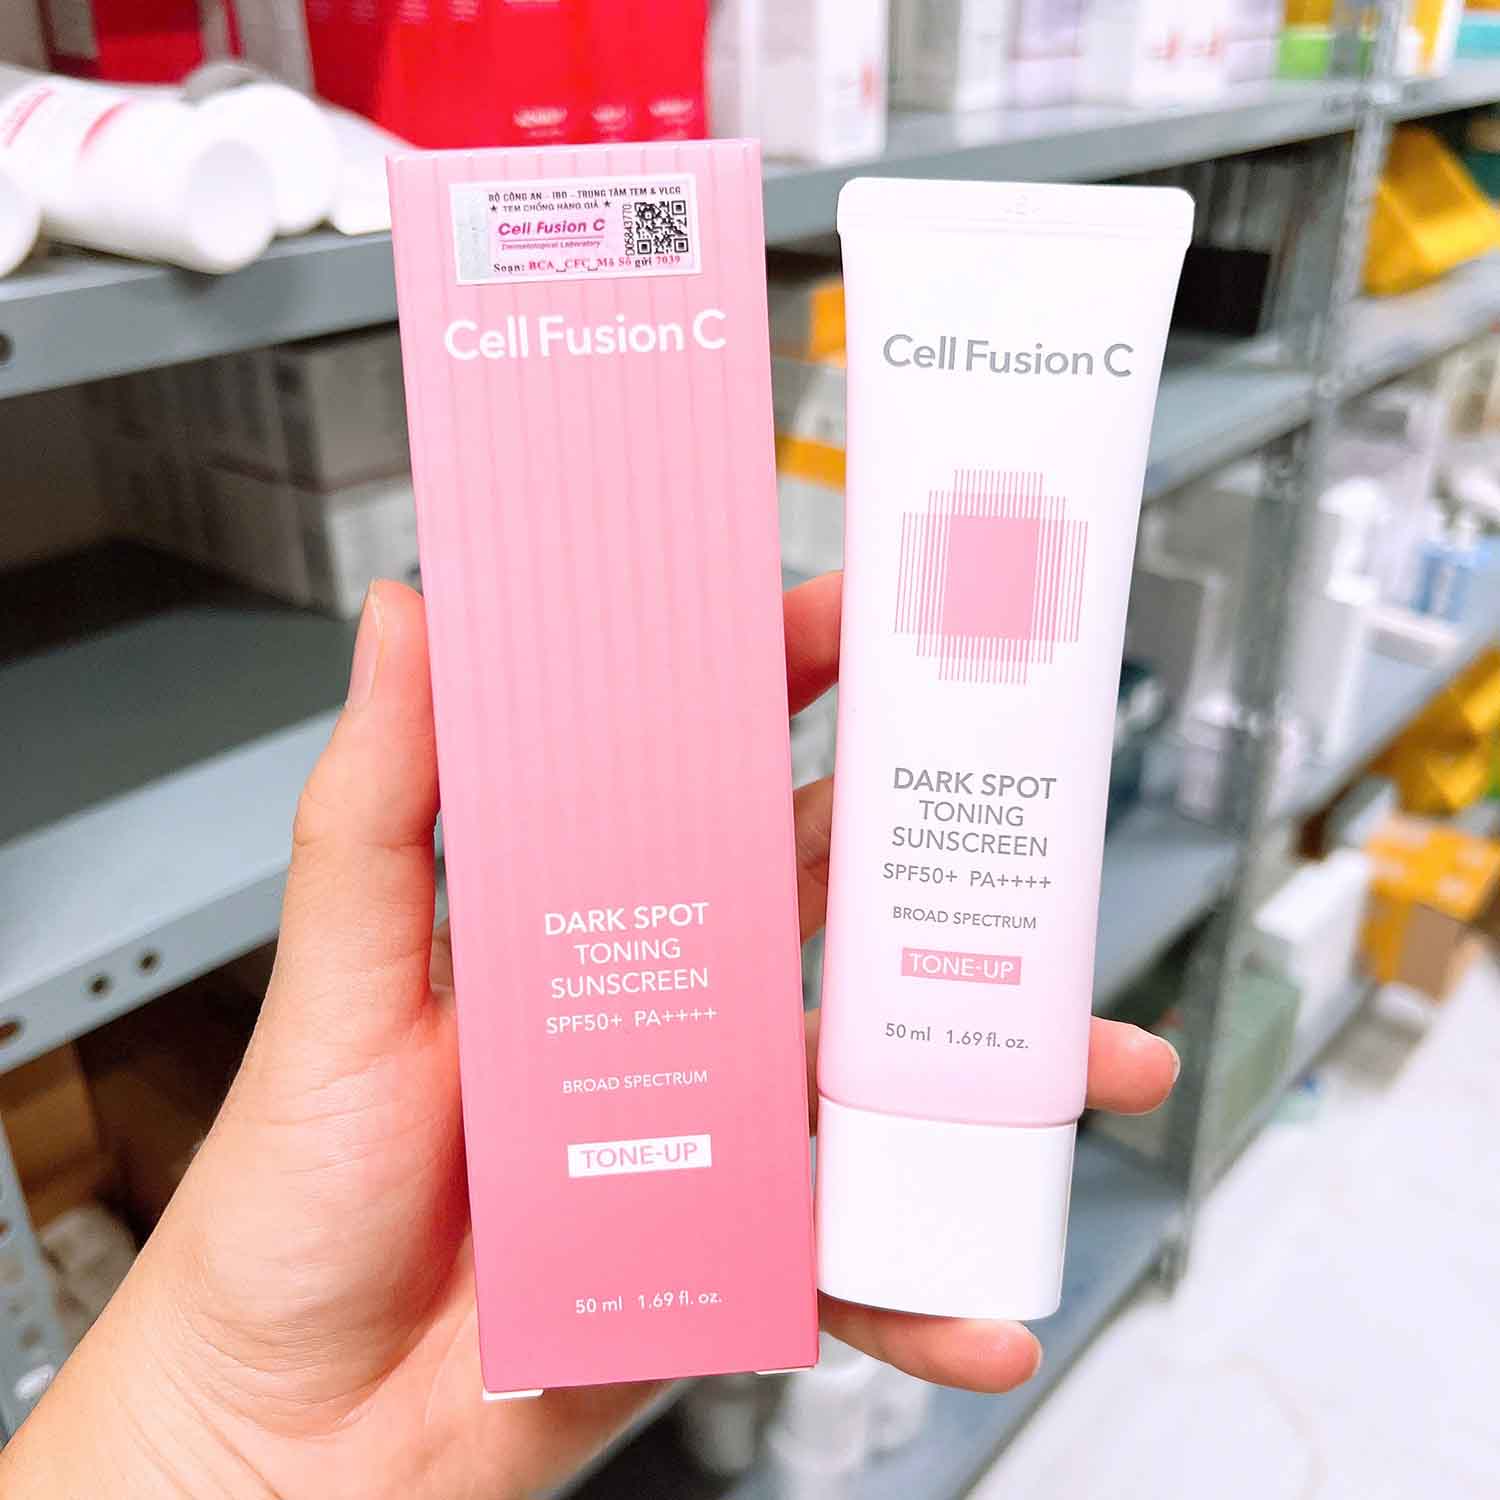 BỘ CÔNG AN - IBD - TRUNG TÂM TEM & VLCG
★ TEM CHỐNG HÀNG GIẢ ★
Cell Fusion C
Dermatological Laboratory
Soạn: BCA_CFC_Mã Số gửi 7039
D05843770
Cell Fusion C
DARK SPOT
TONING
SUNSCREEN
SPF50+ PA++++
BROAD SPECTRUM
TONE-UP
50 ml 1.69 fl. oz.
Cell Fusion C
DARK SPOT
TONING
SUNSCREEN
SPF50+ PA++++
BROAD SPECTRUM
TONE-UP
50 ml 1.69 fl. oz.